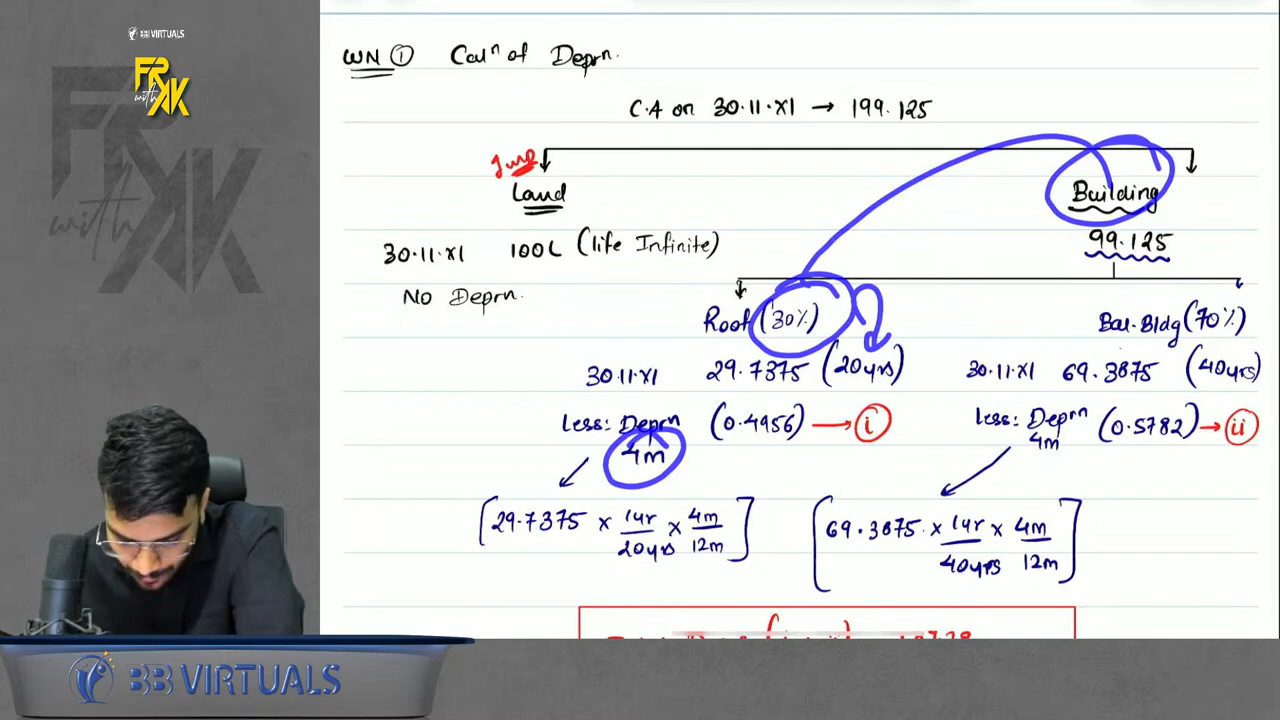 BB VIRTUALS
FR
with
AK
WN ① Calⁿ of Deprn.
C.A on 30.11.X1 → 199.125
Imp
Land
Building
30.11.X1 100L (life Infinite)
99.125
No Deprn.
Roof (30%)
Bal. Bldg (70%)
30.11.X1 29.7375 (20yrs)
30.11.X1 69.3875 (40yrs)
Less: Deprn (0.4956) → i
4m
Less: Deprn (0.5782) → ii
4m
[29.7375 × 1yr/20yrs × 4m/12m]
[69.3875 × 1yr/40yrs × 4m/12m]
BB VIRTUALS